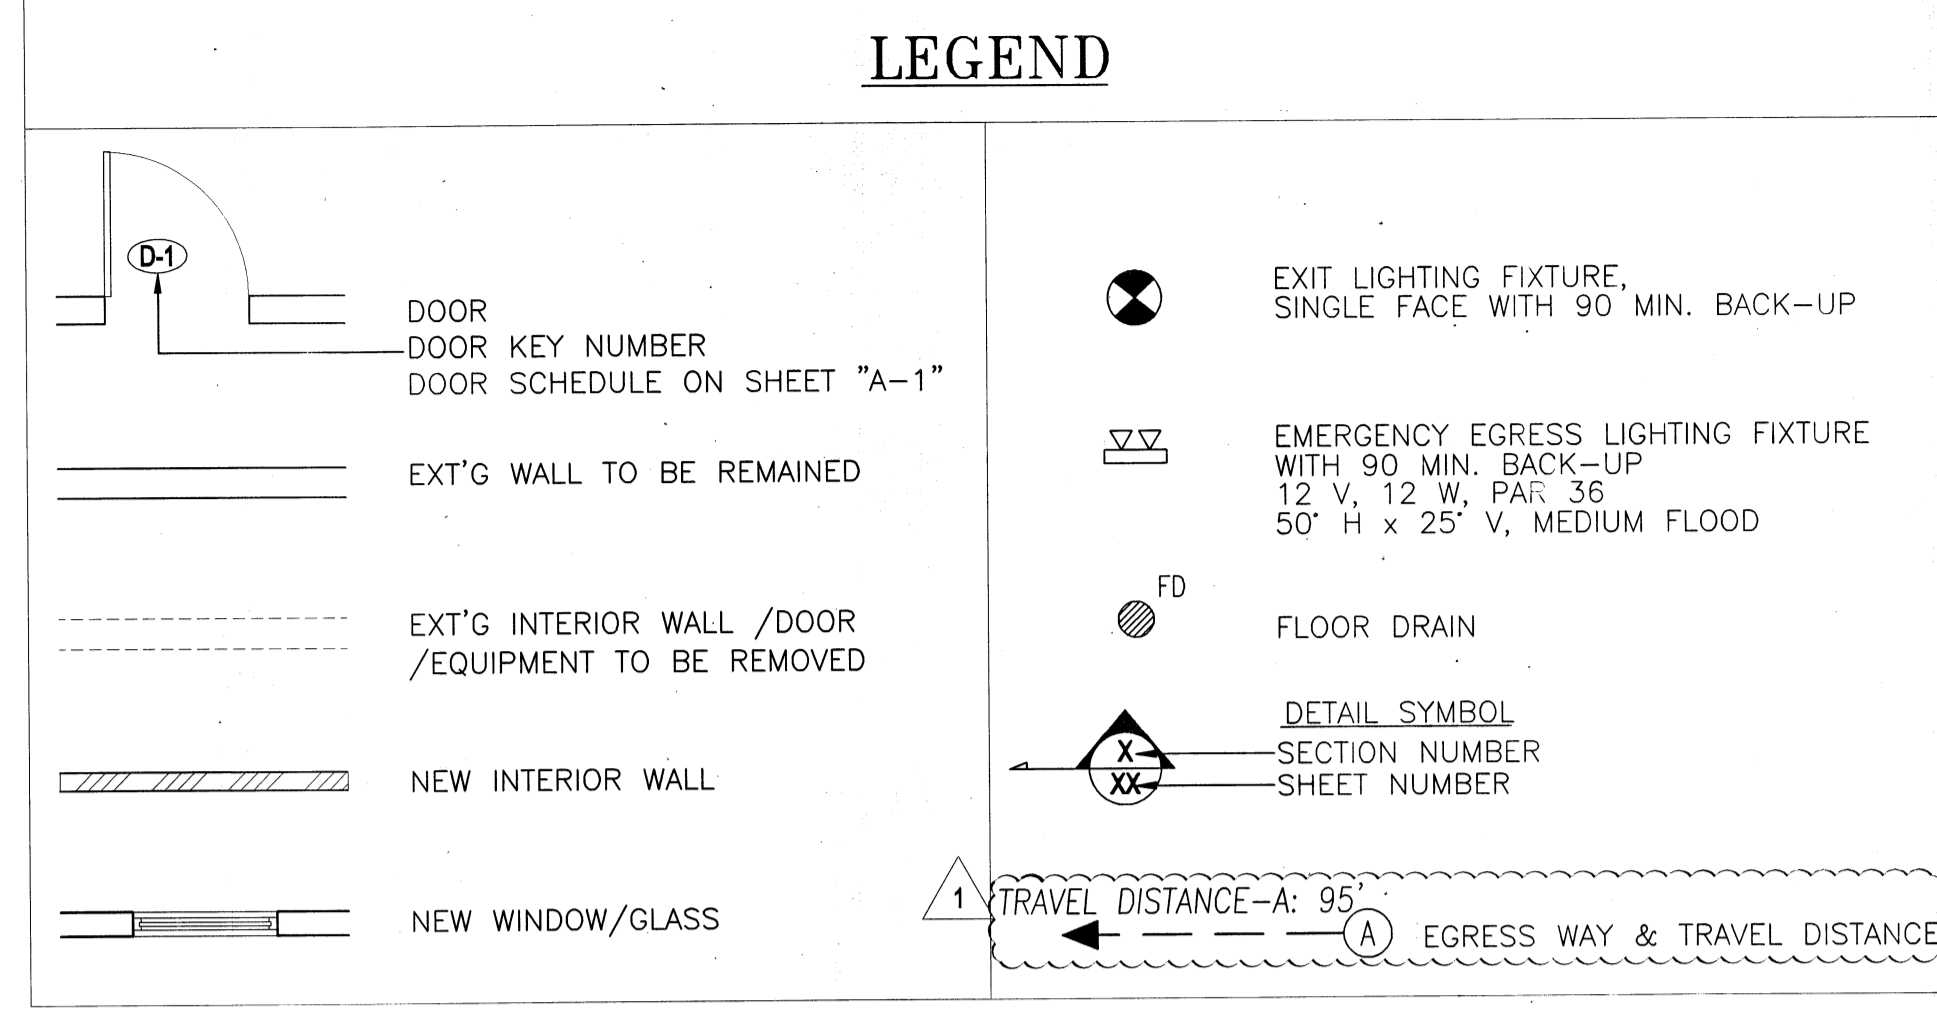 LEGEND
D-1
DOOR
DOOR KEY NUMBER
DOOR SCHEDULE ON SHEET "A-1"
EXT'G WALL TO BE REMAINED
EXT'G INTERIOR WALL /DOOR
/EQUIPMENT TO BE REMOVED
NEW INTERIOR WALL
NEW WINDOW/GLASS
EXIT LIGHTING FIXTURE,
SINGLE FACE WITH 90 MIN. BACK-UP
EMERGENCY EGRESS LIGHTING FIXTURE
WITH 90 MIN. BACK-UP
12 V, 12 W, PAR 36
50° H x 25° V, MEDIUM FLOOD
FD
FLOOR DRAIN
DETAIL SYMBOL
X SECTION NUMBER
XX SHEET NUMBER
1
TRAVEL DISTANCE-A: 95'
A EGRESS WAY & TRAVEL DISTANCE